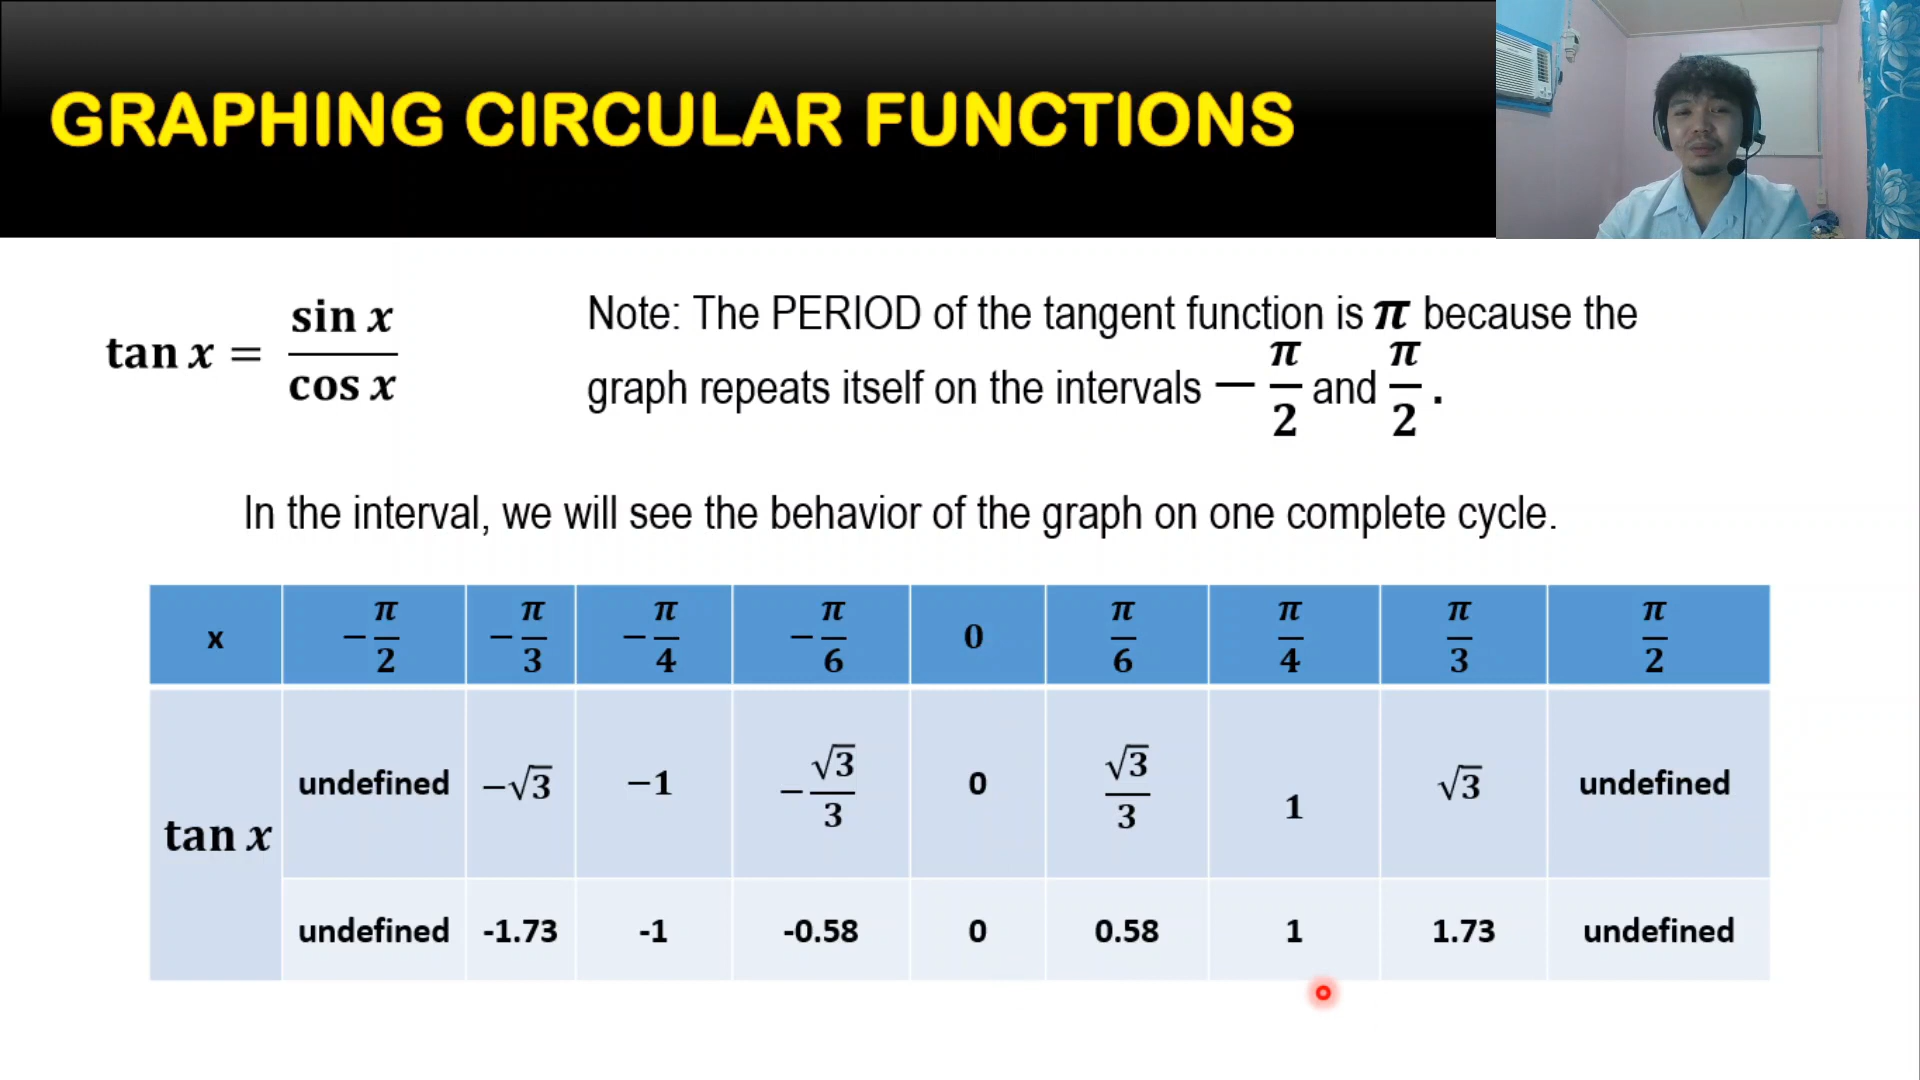 GRAPHING CIRCULAR FUNCTIONS
tan x = sin x / cos x
Note: The PERIOD of the tangent function is π because the
graph repeats itself on the intervals − π/2 and π/2 .
In the interval, we will see the behavior of the graph on one complete cycle.
x −π/2 −π/3 −π/4 −π/6 0 π/6 π/4 π/3 π/2
tan x undefined −√3 −1 −√3/3 0 √3/3 1 √3 undefined
undefined -1.73 -1 -0.58 0 0.58 1 1.73 undefined